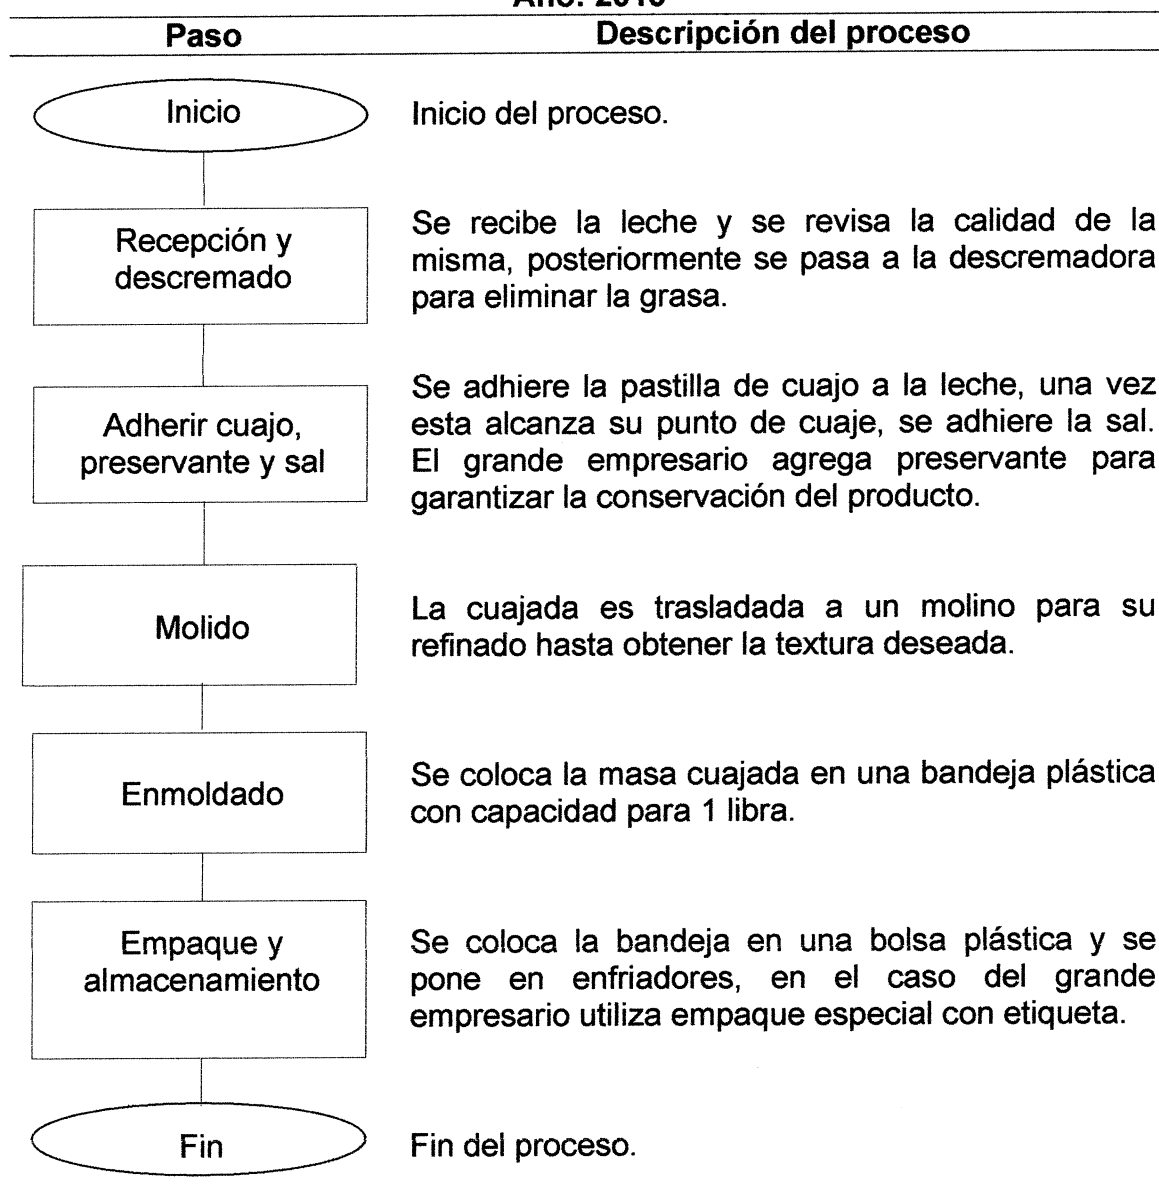 Paso Descripción del proceso
Inicio
Inicio del proceso.
Recepción y
descremado
Se recibe la leche y se revisa la calidad de la
misma, posteriormente se pasa a la descremadora
para eliminar la grasa.
Adherir cuajo,
preservante y sal
Se adhiere la pastilla de cuajo a la leche, una vez
esta alcanza su punto de cuaje, se adhiere la sal.
El grande empresario agrega preservante para
garantizar la conservación del producto.
Molido
La cuajada es trasladada a un molino para su
refinado hasta obtener la textura deseada.
Enmoldado
Se coloca la masa cuajada en una bandeja plástica
con capacidad para 1 libra.
Empaque y
almacenamiento
Se coloca la bandeja en una bolsa plástica y se
pone en enfriadores, en el caso del grande
empresario utiliza empaque especial con etiqueta.
Fin
Fin del proceso.